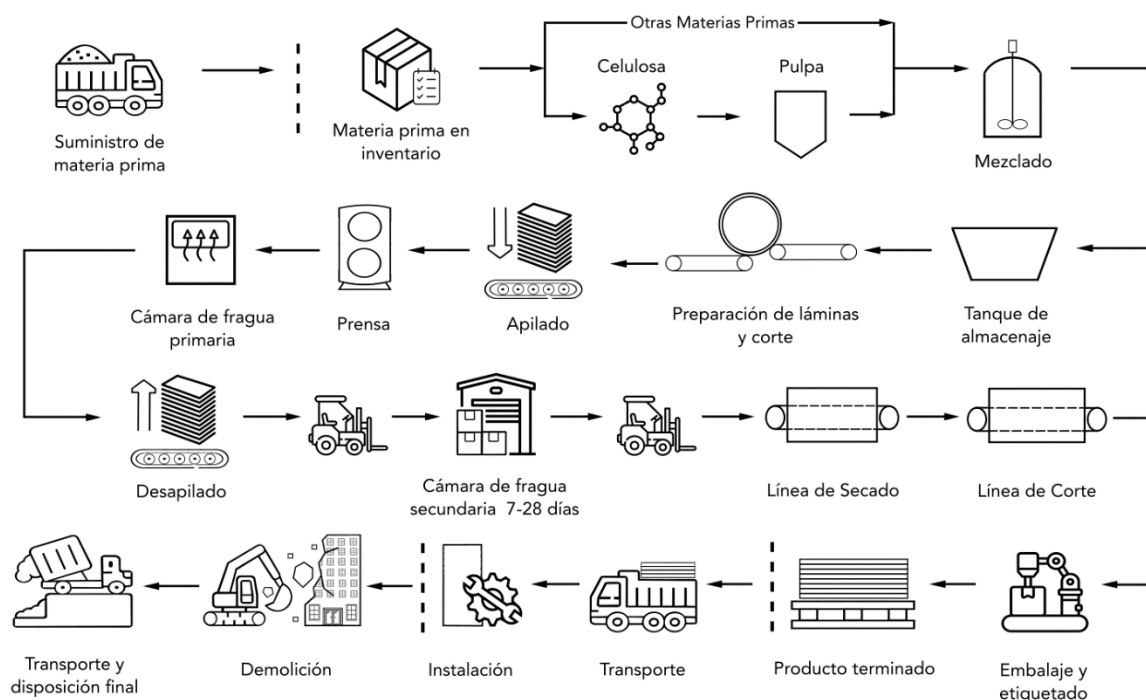 Otras Materias Primas
Celulosa
Pulpa
Suministro de
materia prima
Materia prima en
inventario
Mezclado
Cámara de fragua
primaria
Prensa
Apilado
Preparación de láminas
y corte
Tanque de
almacenaje
Desapilado
Cámara de fragua
secundaria 7-28 días
Línea de Secado
Línea de Corte
Transporte y
disposición final
Demolición
Instalación
Transporte
Producto terminado
Embalaje y
etiquetado